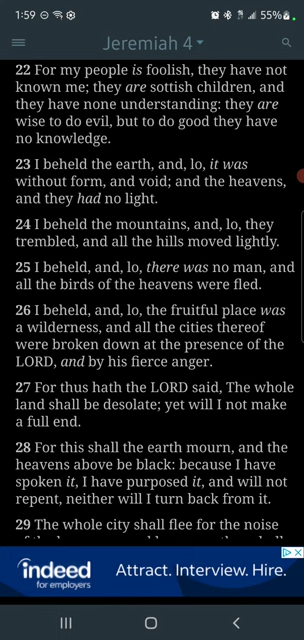 1:59 55%
Jeremiah 4
22 For my people is foolish, they have not
known me; they are sottish children, and
they have none understanding: they are
wise to do evil, but to do good they have
no knowledge.
23 I beheld the earth, and, lo, it was
without form, and void; and the heavens,
and they had no light.
24 I beheld the mountains, and, lo, they
trembled, and all the hills moved lightly.
25 I beheld, and, lo, there was no man, and
all the birds of the heavens were fled.
26 I beheld, and, lo, the fruitful place was
a wilderness, and all the cities thereof
were broken down at the presence of the
LORD, and by his fierce anger.
27 For thus hath the LORD said, The whole
land shall be desolate; yet will I not make
a full end.
28 For this shall the earth mourn, and the
heavens above be black: because I have
spoken it, I have purposed it, and will not
repent, neither will I turn back from it.
29 The whole city shall flee for the noise
indeed
for employers
Attract. Interview. Hire.